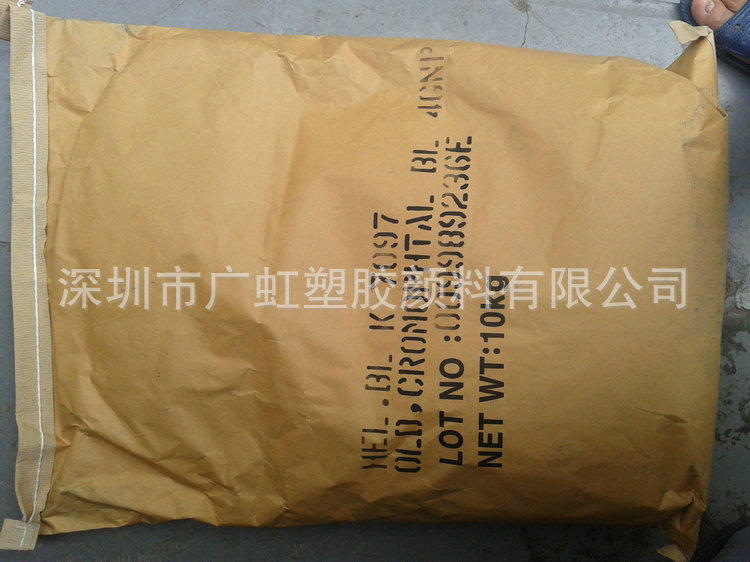 HEL.BL K 7097
OLD,CROMOPHTAL BL 4GNP
LOT NO :000989236E
NET WT:10kg
深圳市广虹塑胶颜料有限公司